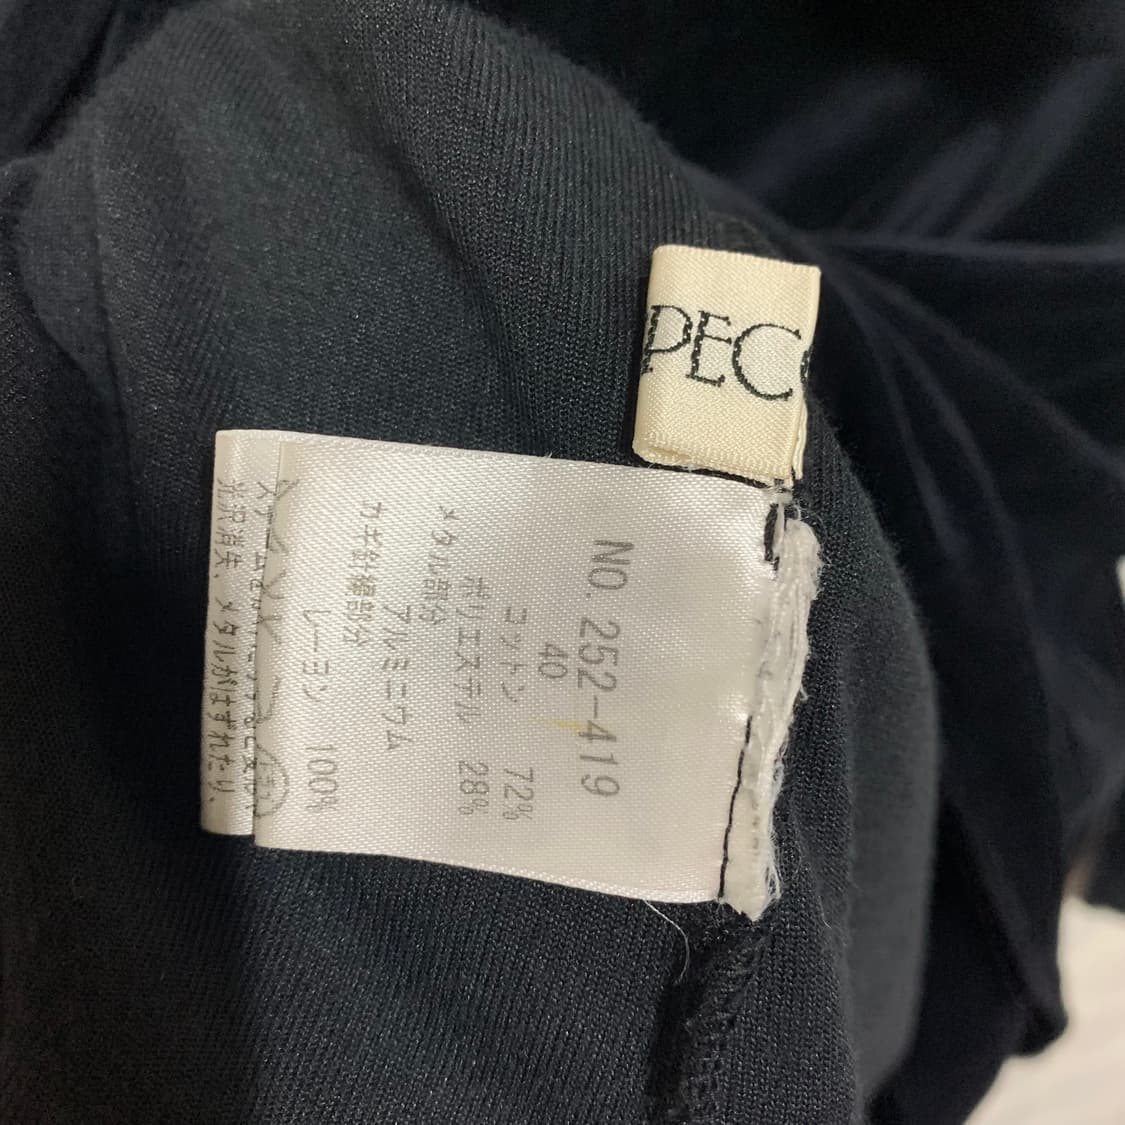 PEC
NO. 252-419
40
コットン 72%
ポリエステル 28%
メタル部分
アルミニウム
カギ針編部分
レーヨン 100%
光沢消失、メタルがはずれたり、